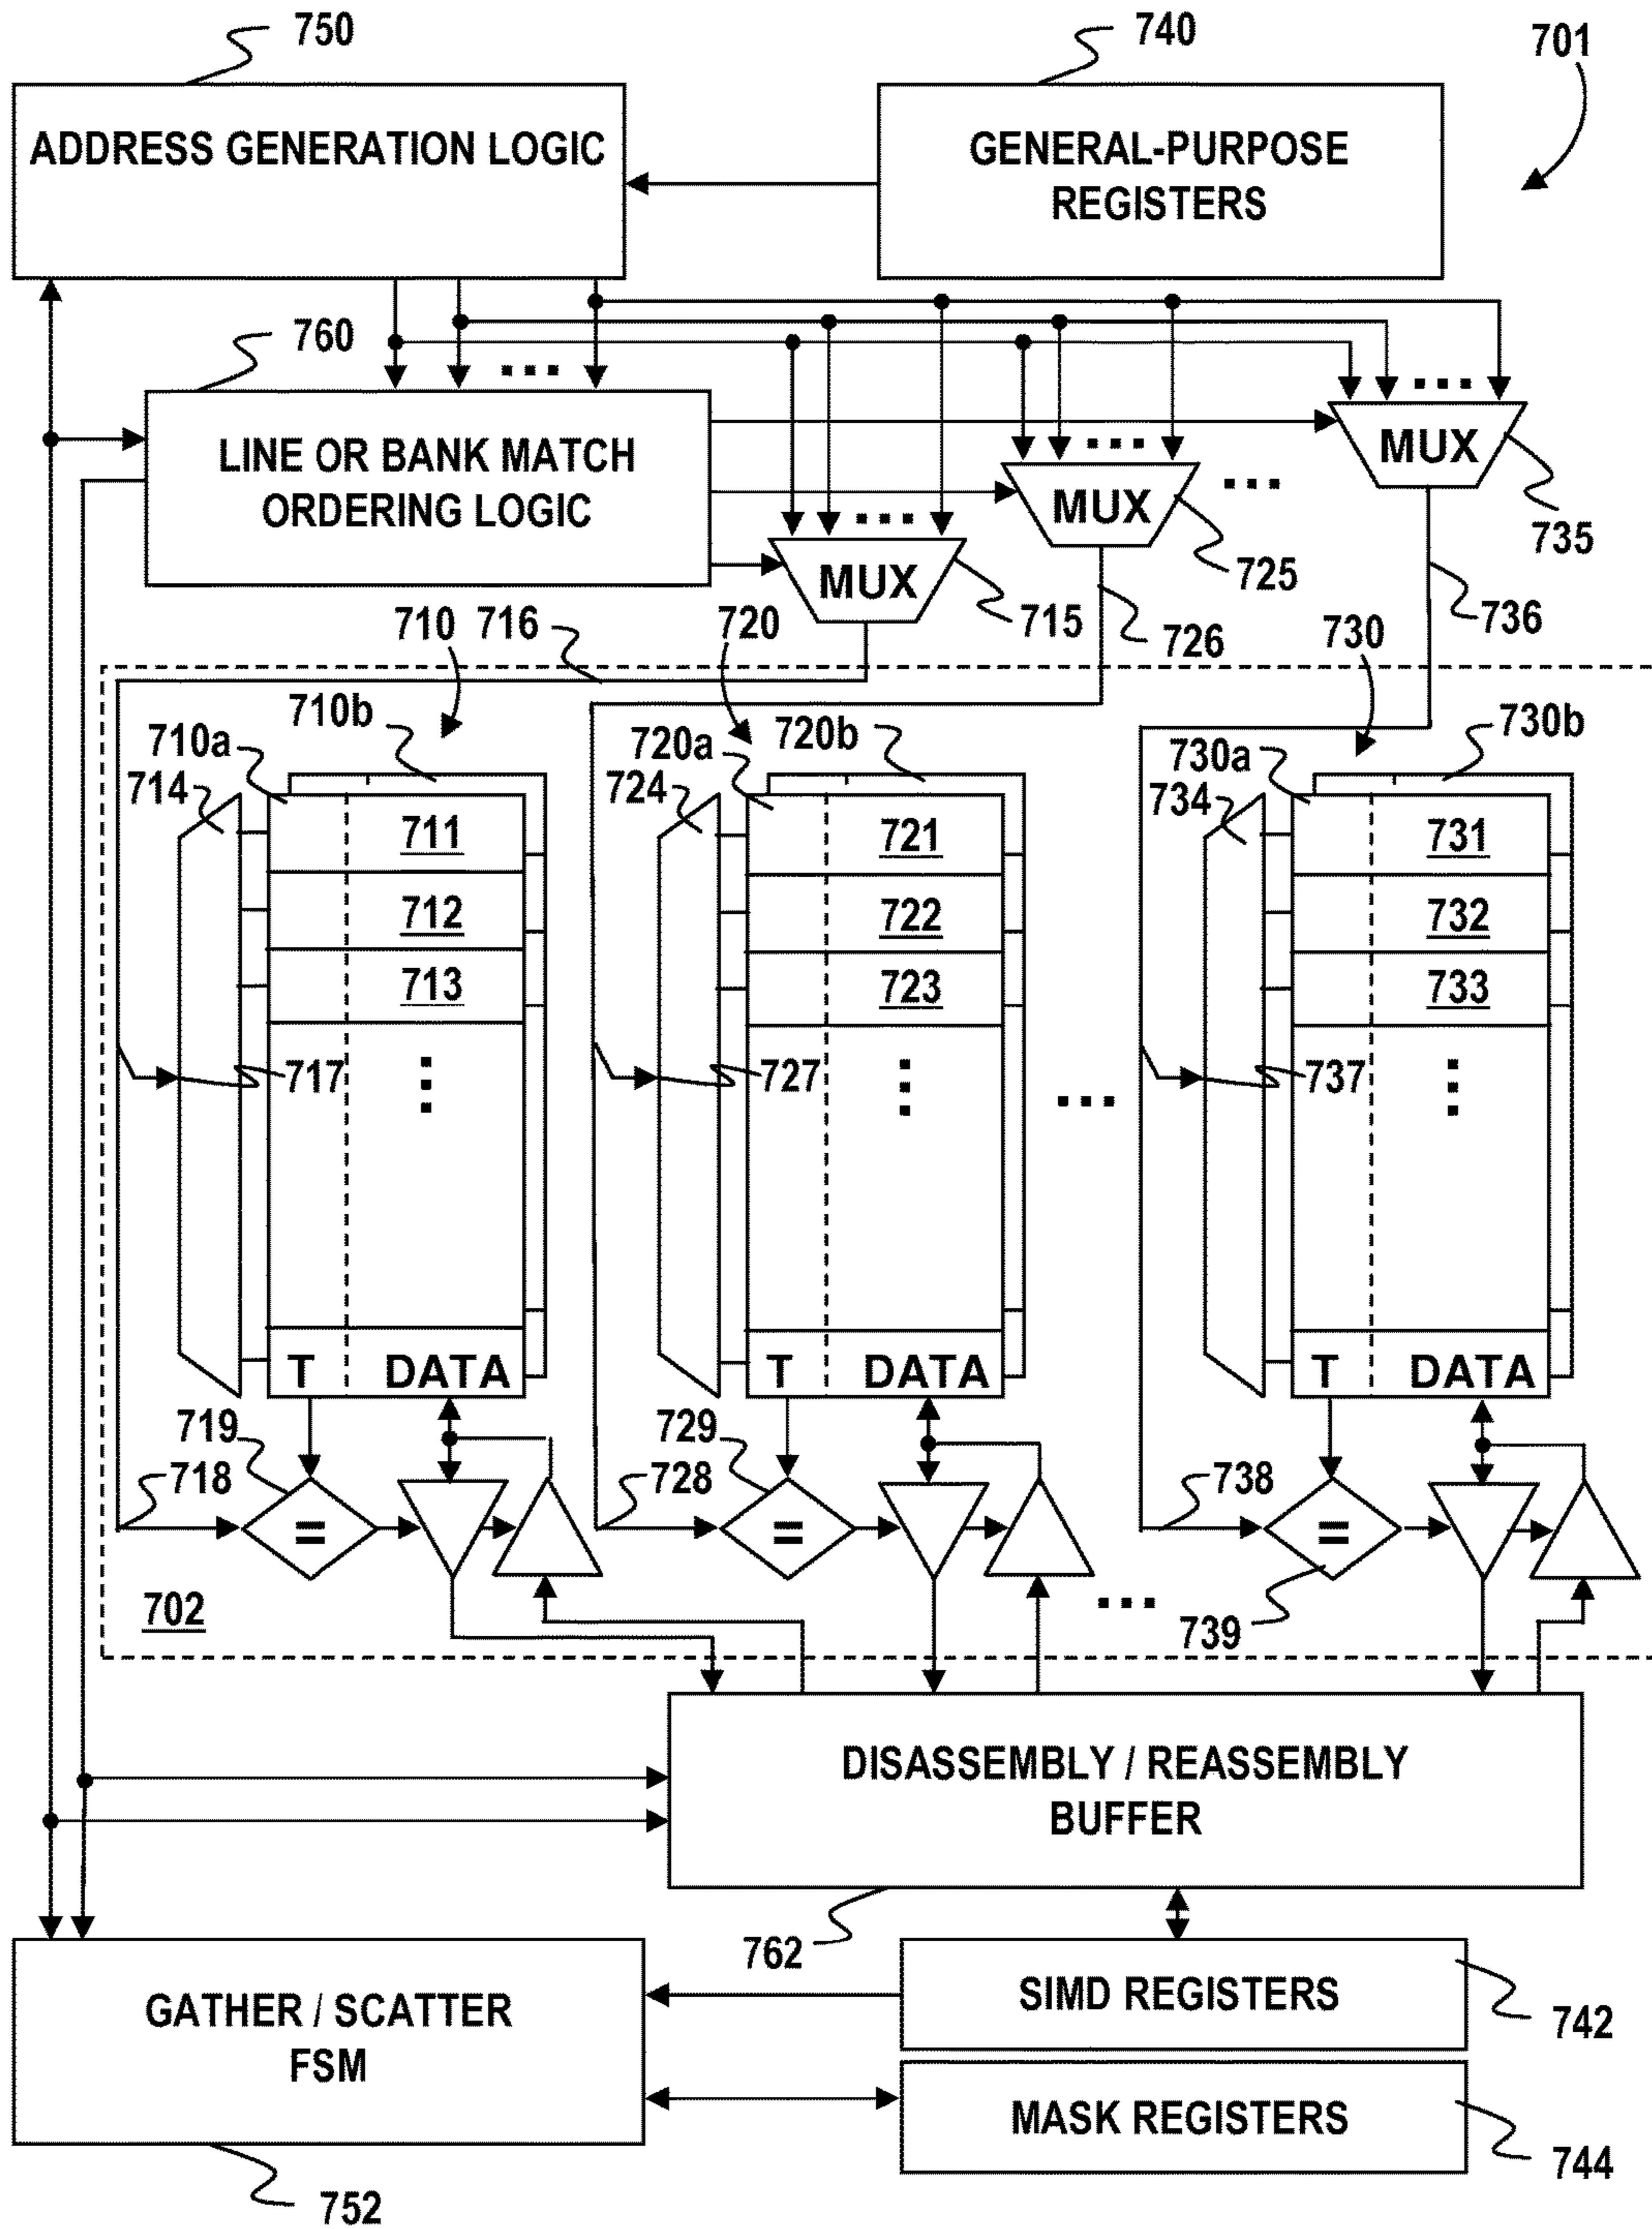 750
740
701
ADDRESS GENERATION LOGIC
GENERAL-PURPOSE
REGISTERS
760
LINE OR BANK MATCH
ORDERING LOGIC
MUX
735
MUX
725
MUX
715
710
716
720
726
730
736
710a
710b
714
720a
720b
724
730a
730b
734
711
712
713
717
721
722
723
727
731
732
733
737
T DATA
T DATA
T DATA
719
718
=
729
728
=
738
=
739
702
DISASSEMBLY / REASSEMBLY
BUFFER
762
GATHER / SCATTER
FSM
752
SIMD REGISTERS
742
MASK REGISTERS
744